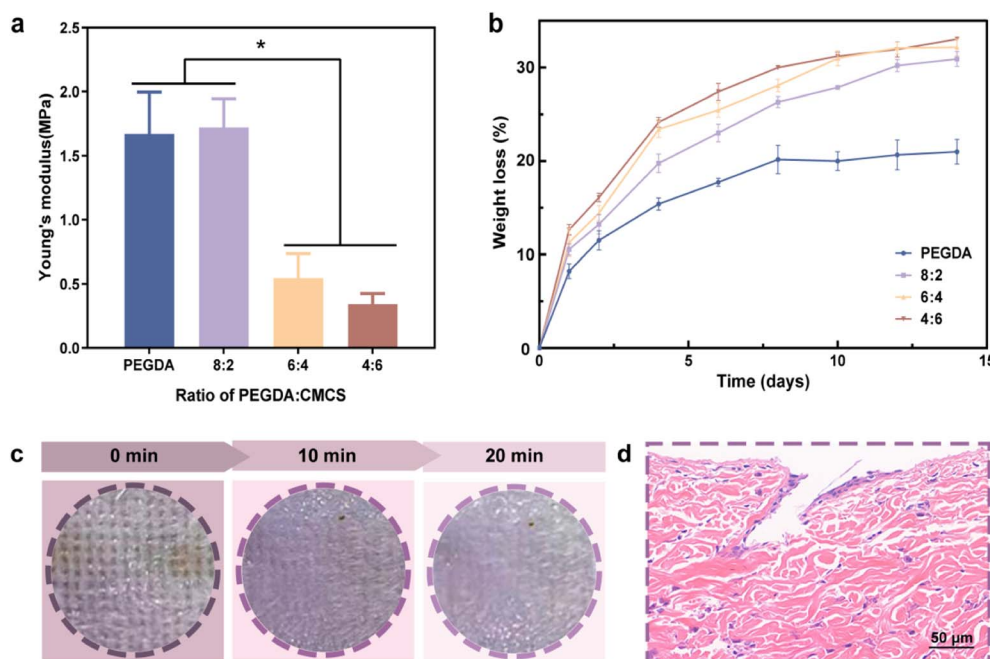 a
2.5
2.0
1.5
1.0
0.5
0.0
Young's modulus(MPa)
*
PEGDA
8:2
6:4
4:6
Ratio of PEGDA:CMCS
b
30
20
10
0
Weight loss (%)
PEGDA
8:2
6:4
4:6
0
5
10
15
Time (days)
c
0 min
10 min
20 min
d
50 μm